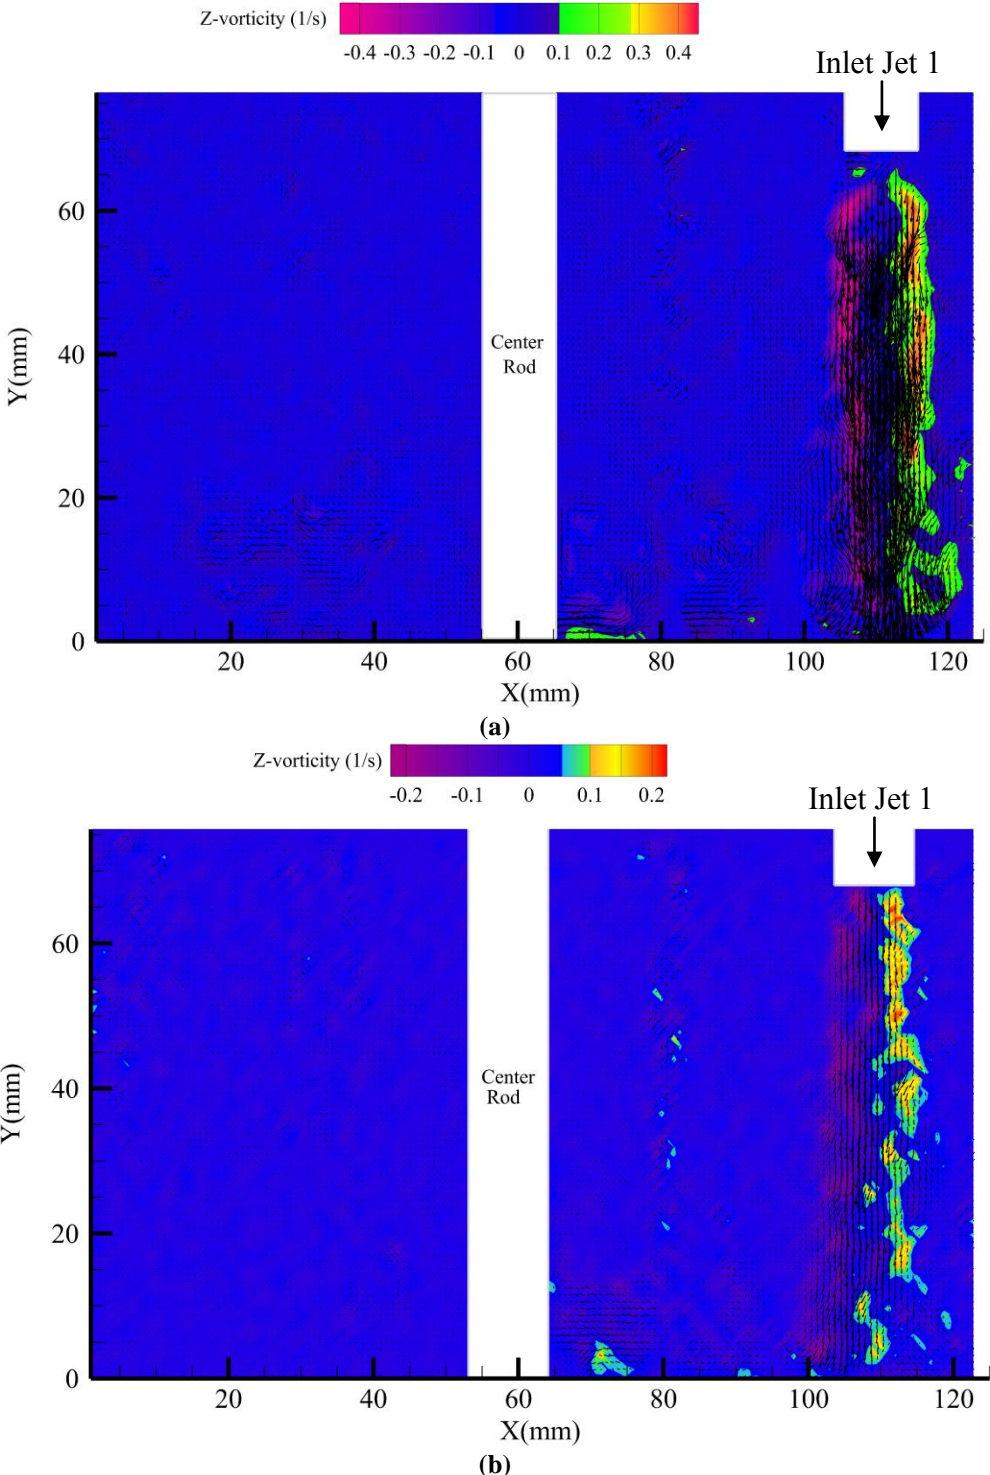 Z-vorticity (1/s)
-0.4 -0.3 -0.2 -0.1 0 0.1 0.2 0.3 0.4
Inlet Jet 1
60
40
20
0
Y(mm)
Center
Rod
20 40 60 80 100 120
X(mm)
(a)
Z-vorticity (1/s)
-0.2 -0.1 0 0.1 0.2
Inlet Jet 1
60
40
20
0
Y(mm)
Center
Rod
20 40 60 80 100 120
X(mm)
(b)